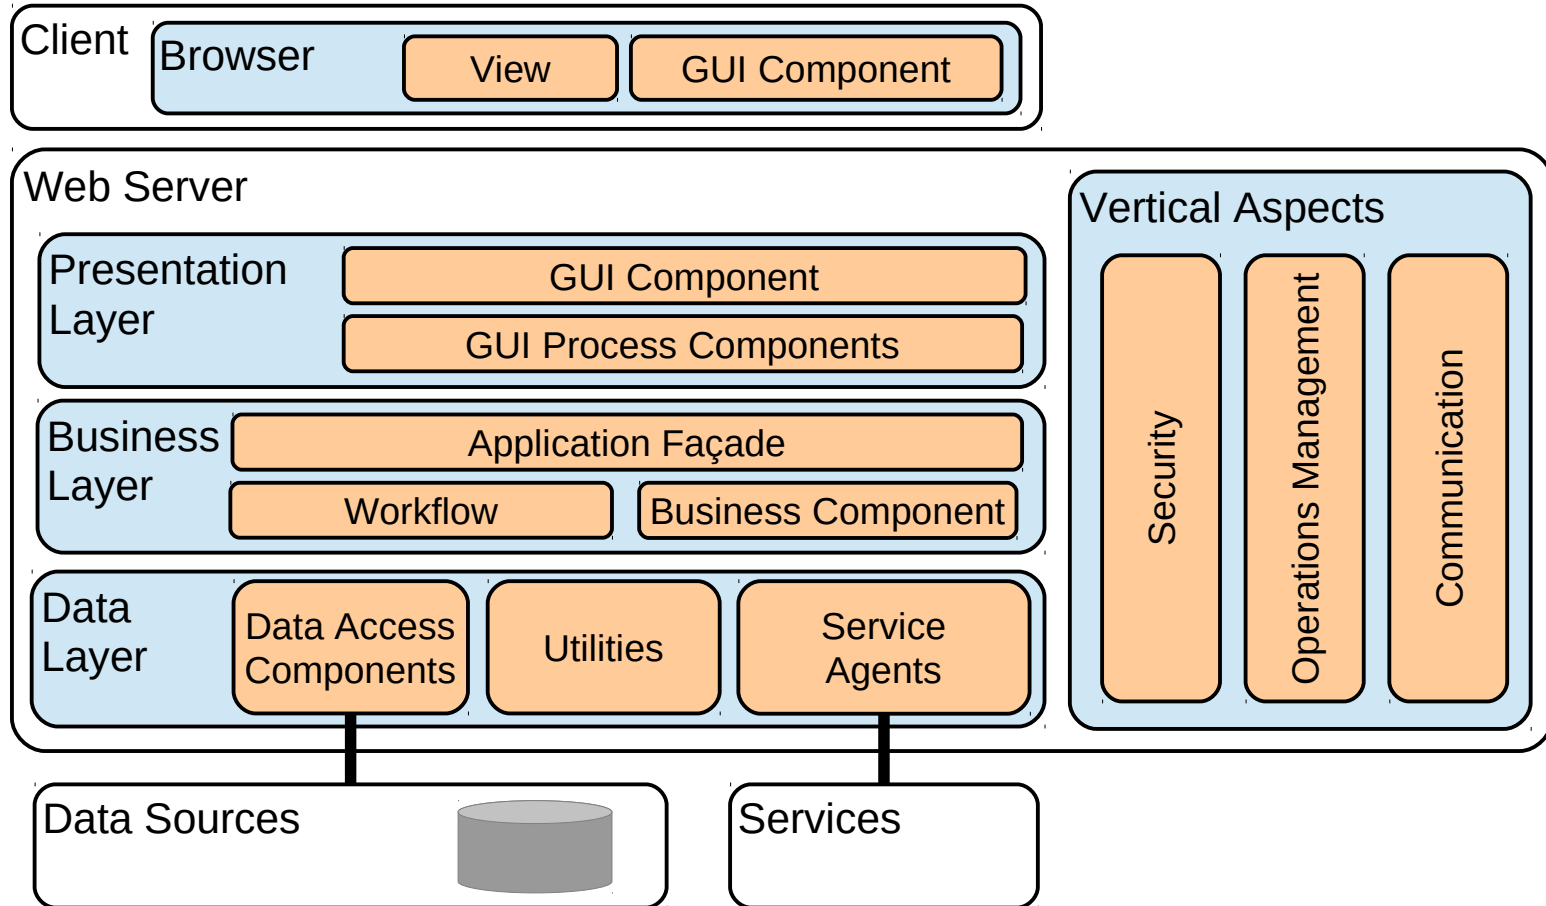 Client
Browser
View
GUI Component
Web Server
Presentation
Layer
GUI Component
GUI Process Components
Business
Layer
Application Façade
Workflow
Business Component
Data
Layer
Data Access
Components
Utilities
Service
Agents
Vertical Aspects
Security
Operations Management
Communication
Data Sources
Services